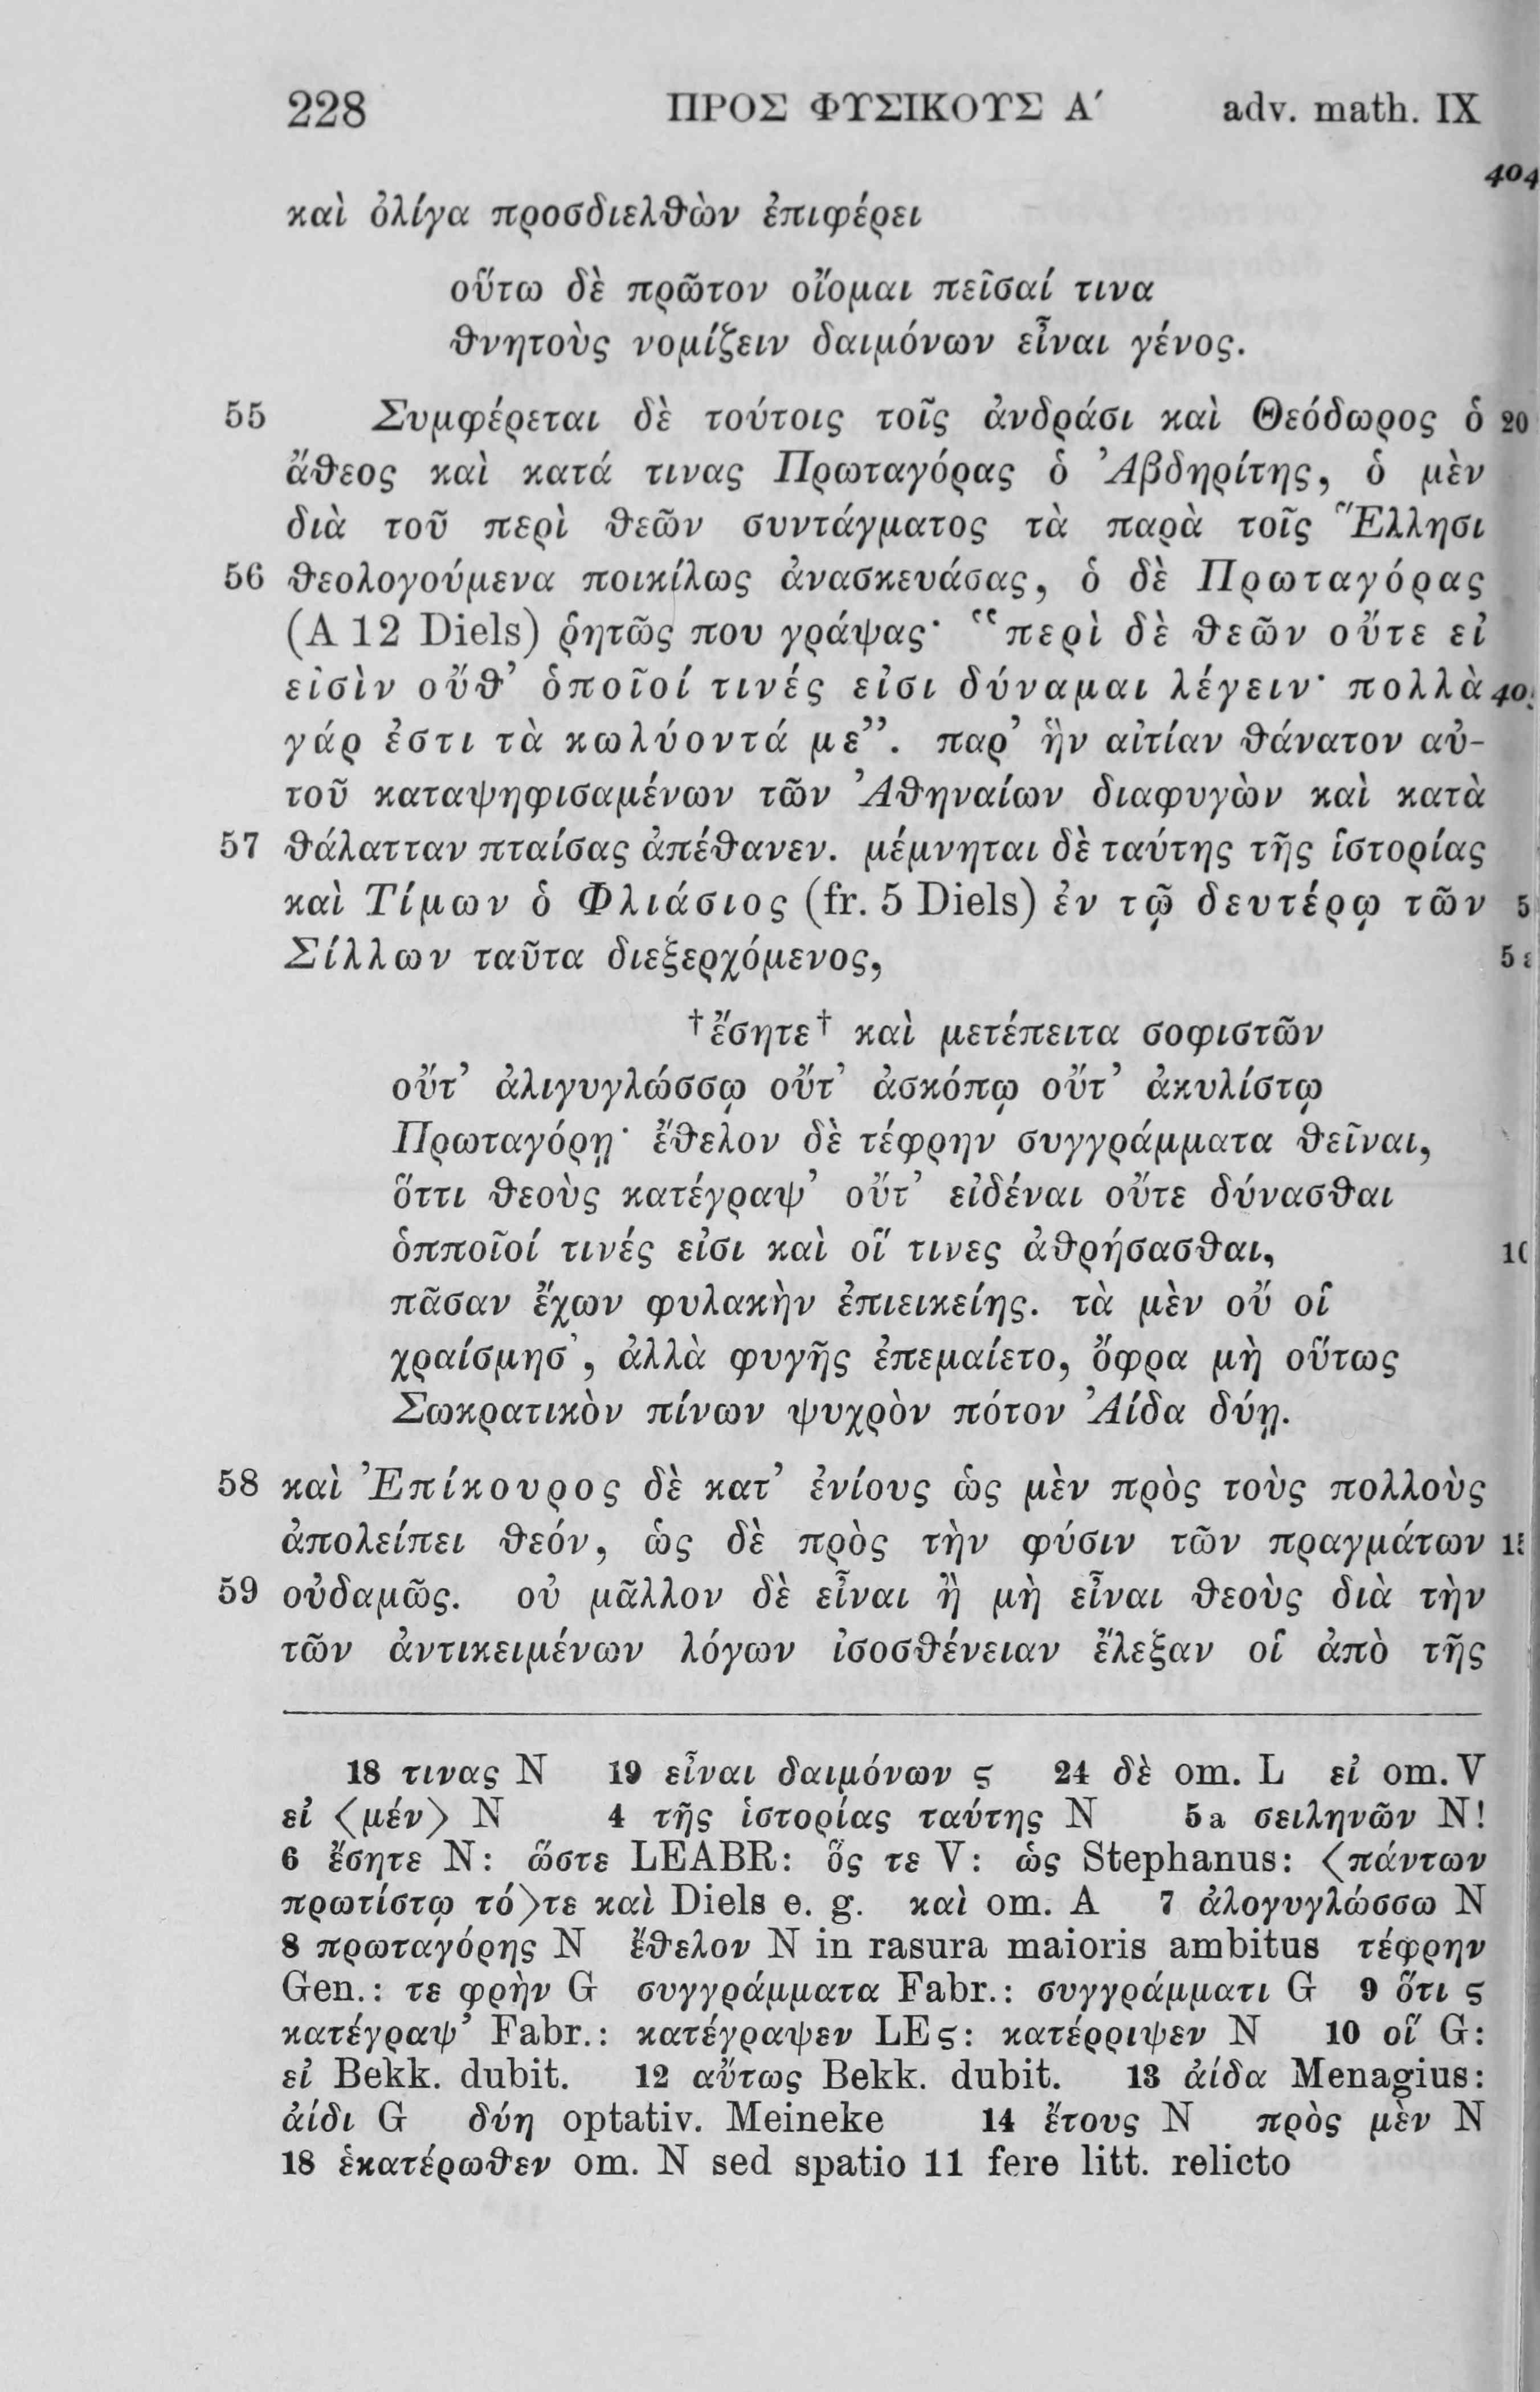 228 ΠΡΟΣ ΦΥΣΙΚΟΥΣ Α′ adv. math. IX
404
καὶ ὀλίγα προσδιελθὼν ἐπιφέρει
οὕτω δὲ πρῶτον οἴομαι πεῖσαί τινα
θνητοὺς νομίζειν δαιμόνων εἶναι γένος.
55 Συμφέρεται δὲ τούτοις τοῖς ἀνδράσι καὶ Θεόδωρος ὁ 20
ἄθεος καὶ κατά τινας Πρωταγόρας ὁ Ἀβδηρίτης, ὁ μὲν
διὰ τοῦ περὶ θεῶν συντάγματος τὰ παρὰ τοῖς Ἕλλησι
56 θεολογούμενα ποικίλως ἀνασκευάσας, ὁ δὲ Πρωταγόρας
(A 12 Diels) ῥητῶς που γράψας· “περὶ δὲ θεῶν οὔτε εἰ
εἰσὶν οὔθ’ ὁποῖοί τινές εἰσι δύναμαι λέγειν· πολλὰ 40
γάρ ἐστι τὰ κωλύοντά με”. παρ’ ἣν αἰτίαν θάνατον αὐ-
τοῦ καταψηφισαμένων τῶν Ἀθηναίων διαφυγὼν καὶ κατὰ
57 θάλατταν πταίσας ἀπέθανεν. μέμνηται δὲ ταύτης τῆς ἱστορίας
καὶ Τίμων ὁ Φλιάσιος (fr. 5 Diels) ἐν τῷ δευτέρῳ τῶν 5
Σίλλων ταῦτα διεξερχόμενος, 5a
†ἔσητε† καὶ μετέπειτα σοφιστῶν
οὔτ’ ἀλιγυγλώσσῳ οὔτ’ ἀσκόπῳ οὔτ’ ἀκυλίστῳ
Πρωταγόρῃ· ἔθελον δὲ τέφρην συγγράμματα θεῖναι,
ὅττι θεοὺς κατέγραψ’ οὔτ’ εἰδέναι οὔτε δύνασθαι
ὁπποῖοί τινές εἰσι καὶ οἵ τινες ἀθρήσασθαι, 10
πᾶσαν ἔχων φυλακὴν ἐπιεικείης. τὰ μὲν οὔ οἱ
χραίσμησ’, ἀλλὰ φυγῆς ἐπεμαίετο, ὄφρα μὴ οὕτως
Σωκρατικὸν πίνων ψυχρὸν πότον Ἀίδα δύῃ.
58 καὶ Ἐπίκουρος δὲ κατ’ ἐνίους ὡς μὲν πρὸς τοὺς πολλοὺς
ἀπολείπει θεόν, ὡς δὲ πρὸς τὴν φύσιν τῶν πραγμάτων 15
59 οὐδαμῶς. οὐ μᾶλλον δὲ εἶναι ἢ μὴ εἶναι θεοὺς διὰ τὴν
τῶν ἀντικειμένων λόγων ἰσοσθένειαν ἔλεξαν οἱ ἀπὸ τῆς
18 τινας N 19 εἶναι δαιμόνων ς 24 δὲ om. L εἰ om. V
εἰ ⟨μέν⟩ N 4 τῆς ἱστορίας ταύτης N 5a σειληνῶν N!
6 ἔσητε N: ὥστε LEABR: ὅς τε V: ὡς Stephanus: ⟨πάντων
πρωτίστῳ τό⟩τε καὶ Diels e. g. καὶ om. A 7 ἀλογυγλώσσω N
8 πρωταγόρης N ἔθελον N in rasura maioris ambitus τέφρην
Gen.: τε φρὴν G συγγράμματα Fabr.: συγγράμματι G 9 ὅτι ς
κατέγραψ’ Fabr.: κατέγραψεν LEς: κατέρριψεν N 10 οἵ G:
εἰ Bekk. dubit. 12 αὔτως Bekk. dubit. 13 ἀίδα Menagius:
ἀίδι G δύη optativ. Meineke 14 ἔτους N πρὸς μὲν N
18 ἑκατέρωθεν om. N sed spatio 11 fere litt. relicto